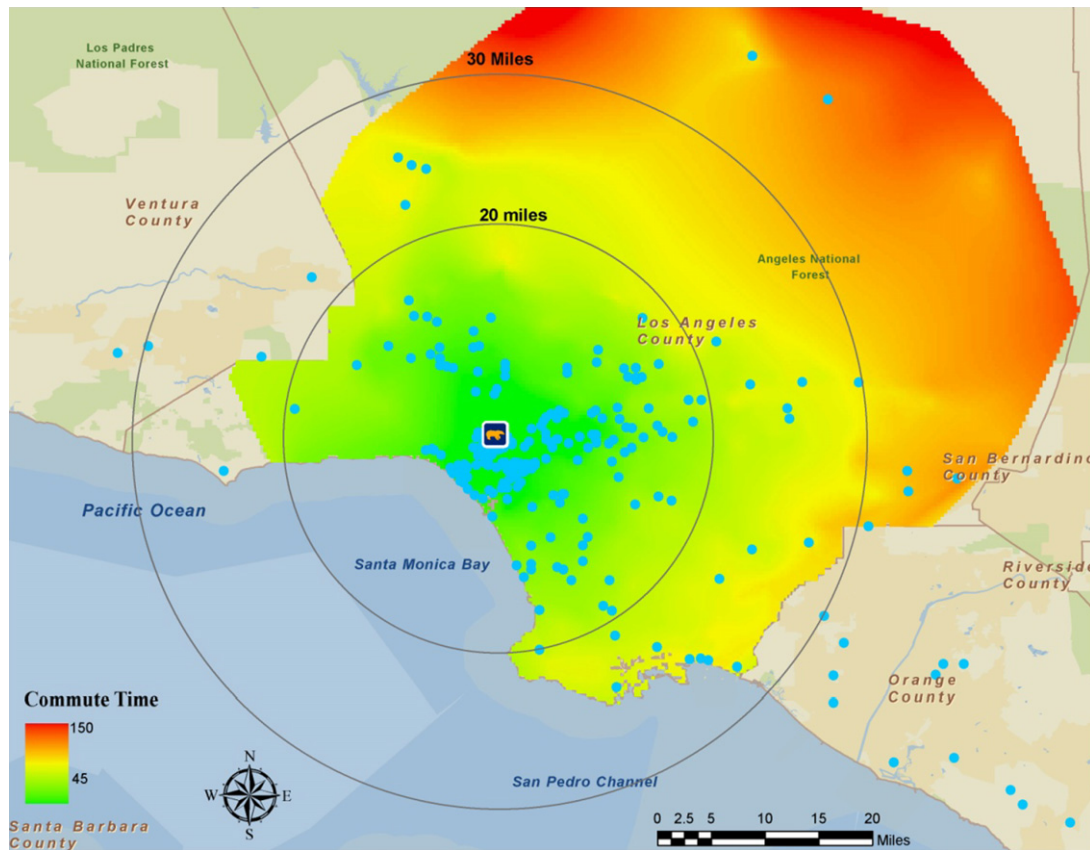 Los Padres
National Forest
30 Miles
Ventura
County
20 miles
Angeles National
Forest
Los Angeles
County
San Bernardino
County
Pacific Ocean
Santa Monica Bay
Riverside
County
Orange
County
Commute Time
150
45
San Pedro Channel
N
W E
S
Santa Barbara
County
0 2.5 5 10 15 20
Miles